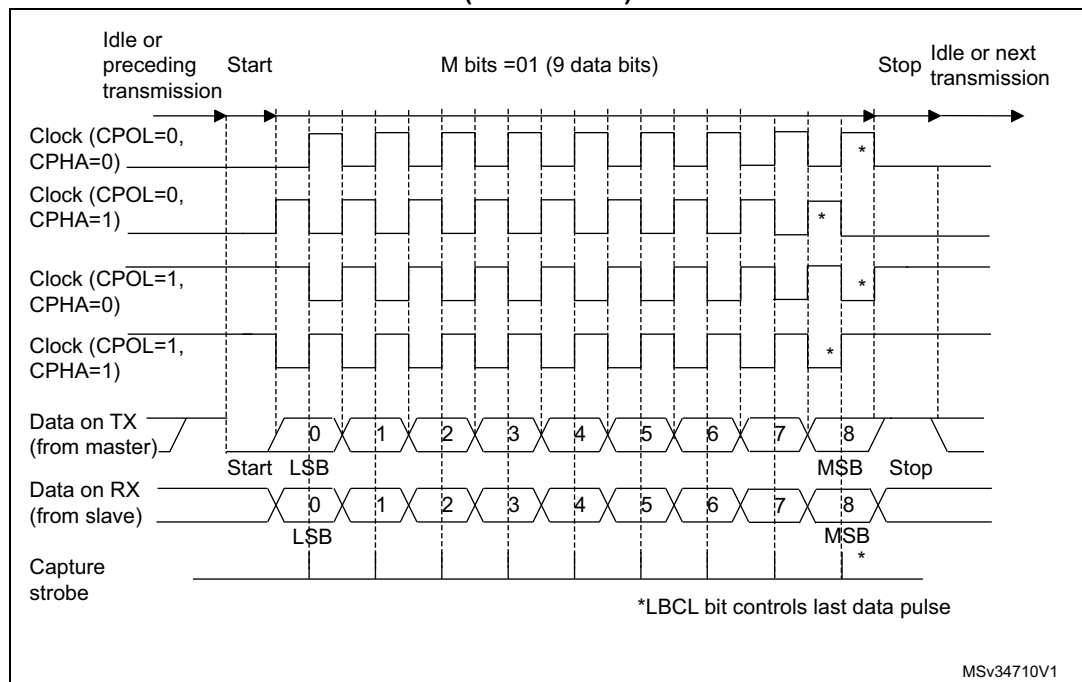 Idle or
preceding
transmission
Start
M bits =01 (9 data bits)
Stop
Idle or next
transmission
Clock (CPOL=0,
CPHA=0)
*
Clock (CPOL=0,
CPHA=1)
*
Clock (CPOL=1,
CPHA=0)
*
Clock (CPOL=1,
CPHA=1)
*
Data on TX
(from master)
0 1 2 3 4 5 6 7 8
Start LSB MSB Stop
Data on RX
(from slave)
0 1 2 3 4 5 6 7 8
LSB MSB
Capture
strobe
*
*LBCL bit controls last data pulse
MSv34710V1